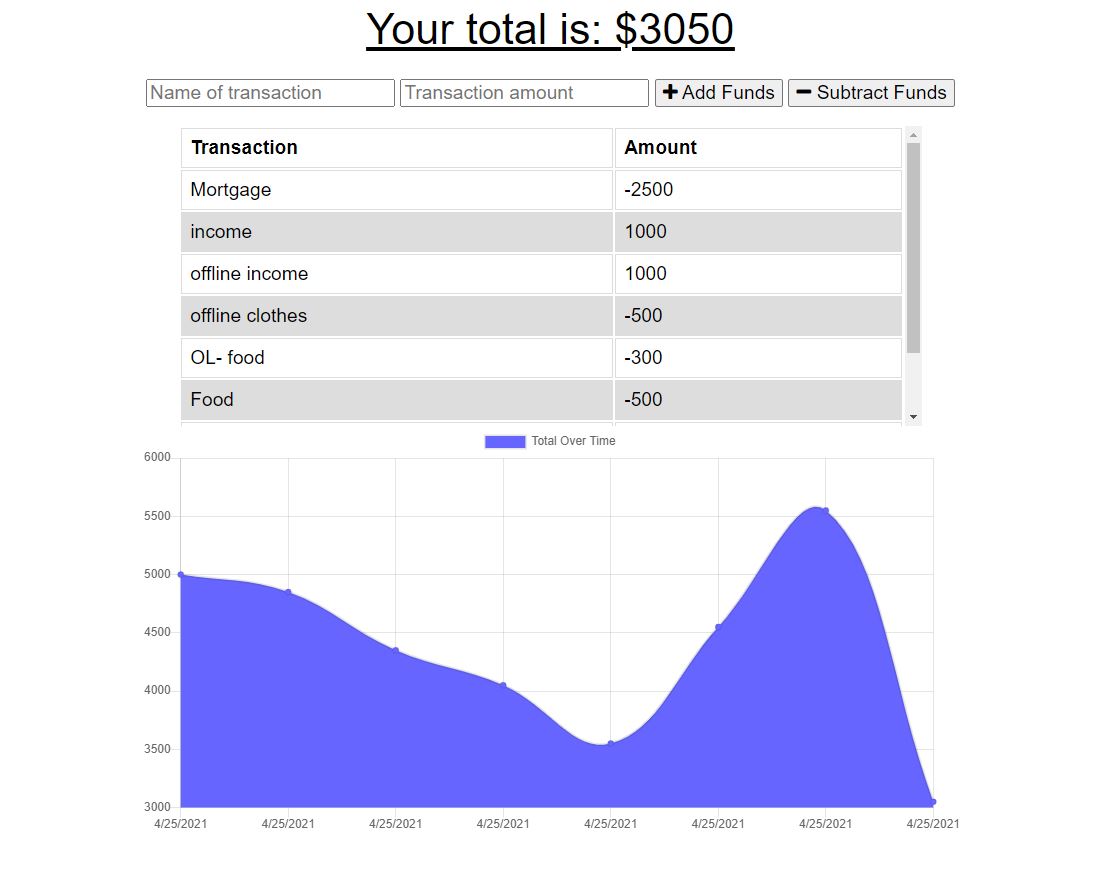 Your total is: $3050
Name of transaction Transaction amount Add Funds Subtract Funds
Transaction Amount
Mortgage -2500
income 1000
offline income 1000
offline clothes -500
OL- food -300
Food -500
Total Over Time
6000
5500
5000
4500
4000
3500
3000
4/25/2021 4/25/2021 4/25/2021 4/25/2021 4/25/2021 4/25/2021 4/25/2021 4/25/2021